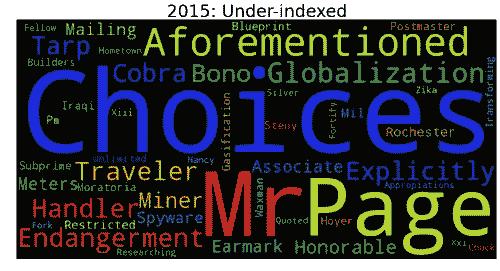 2015: Under-indexed
Fellow Mailing Blueprint Postmaster
Hometown Tarp Aforementioned
Builders Cobra Bono Globalization Transforming
Choices
Iraqi Xixi Silver Zika
Pm Gasification Steny Fortify Mil Rochester
Subprime Unlimited Nancy Appropiations
Traveler Associate Explicitly
Meters Moratoria Miner Waxman
Handler Spyware Mr Page Quoted Hoyer
Fork Restricted Earmark Honorable Xxi Chuck
Endangerment
Researching